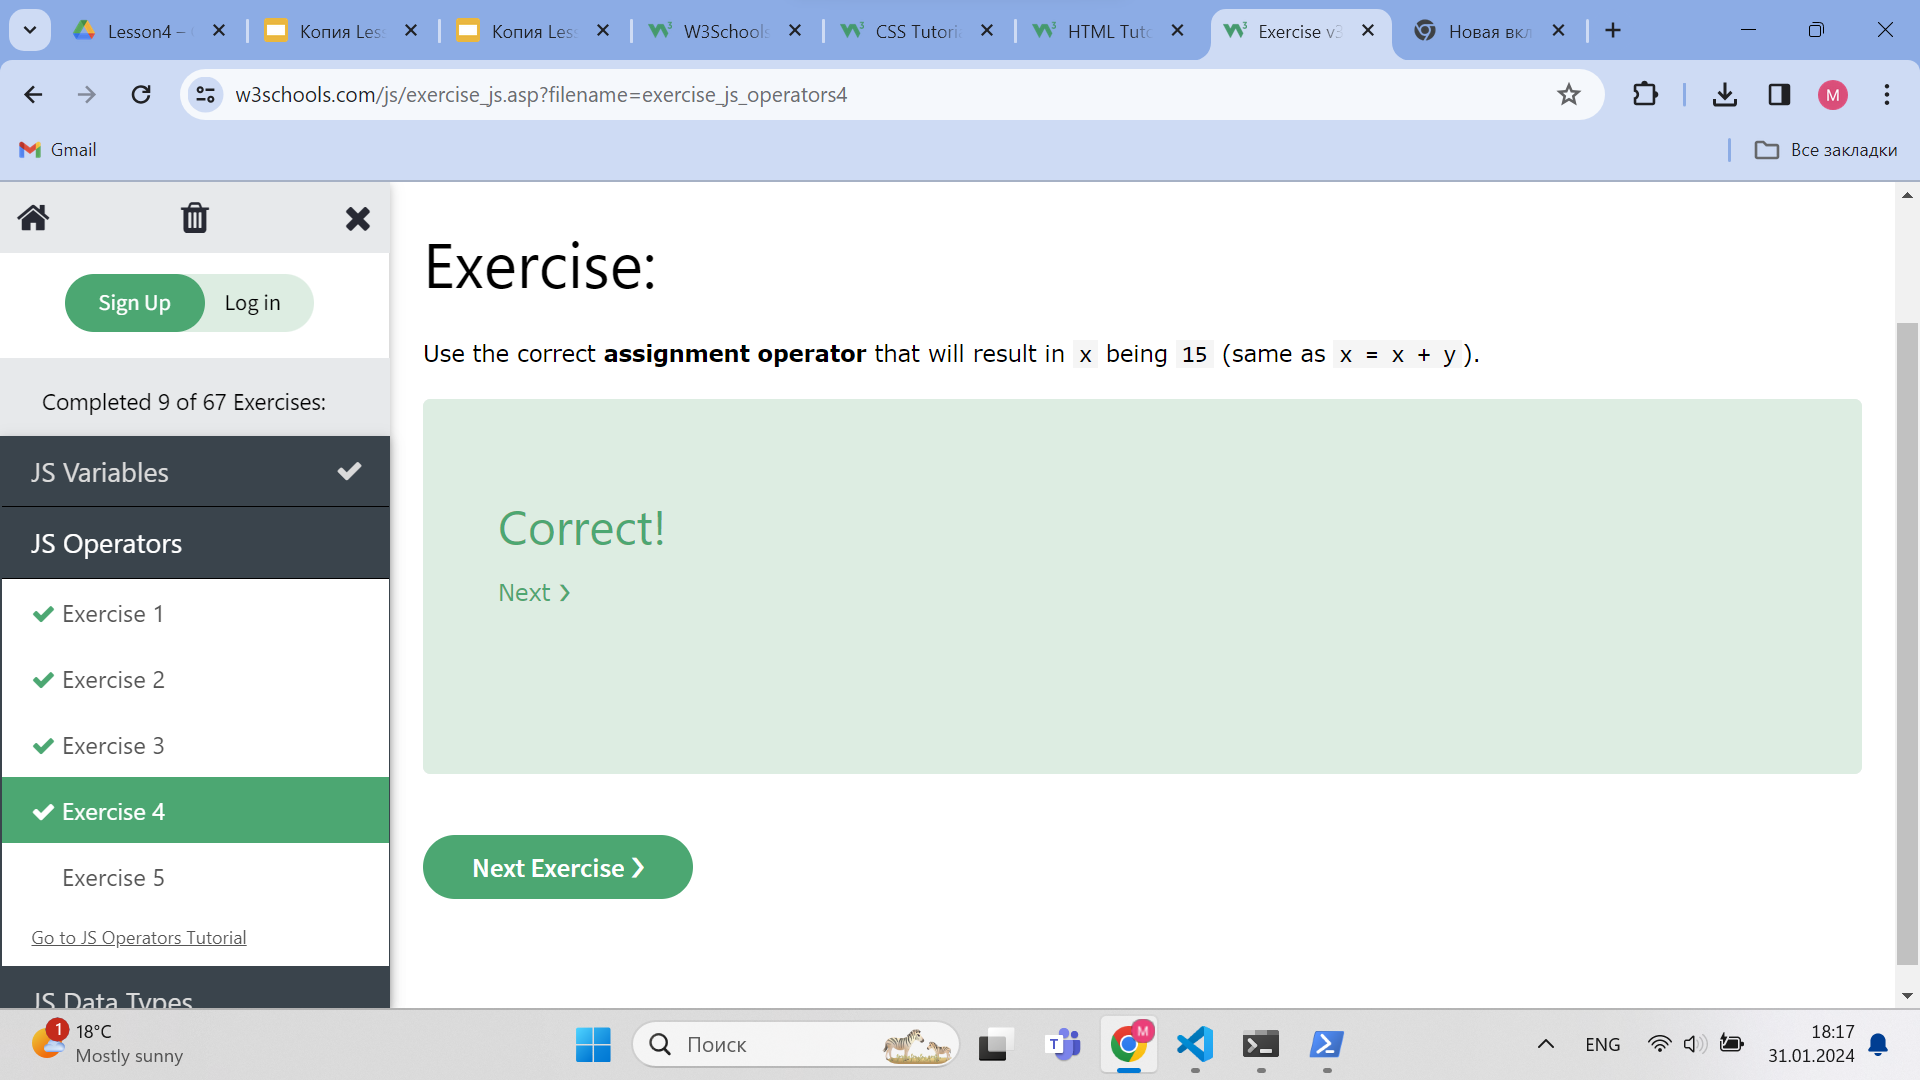 Lesson4 –
Копия Les
Копия Les
W3Schools
CSS Tutoria
HTML Tuto
Exercise v3
Новая вкл
w3schools.com/js/exercise_js.asp?filename=exercise_js_operators4
M
Gmail
Все закладки
Sign Up
Log in
Completed 9 of 67 Exercises:
JS Variables
JS Operators
Exercise 1
Exercise 2
Exercise 3
Exercise 4
Exercise 5
Go to JS Operators Tutorial
JS Data Types
Exercise:
Use the correct assignment operator that will result in x being 15 (same as x = x + y).
Correct!
Next ❯
Next Exercise ❯
1
18°C
Mostly sunny
Поиск
T
M
ENG
18:17
31.01.2024